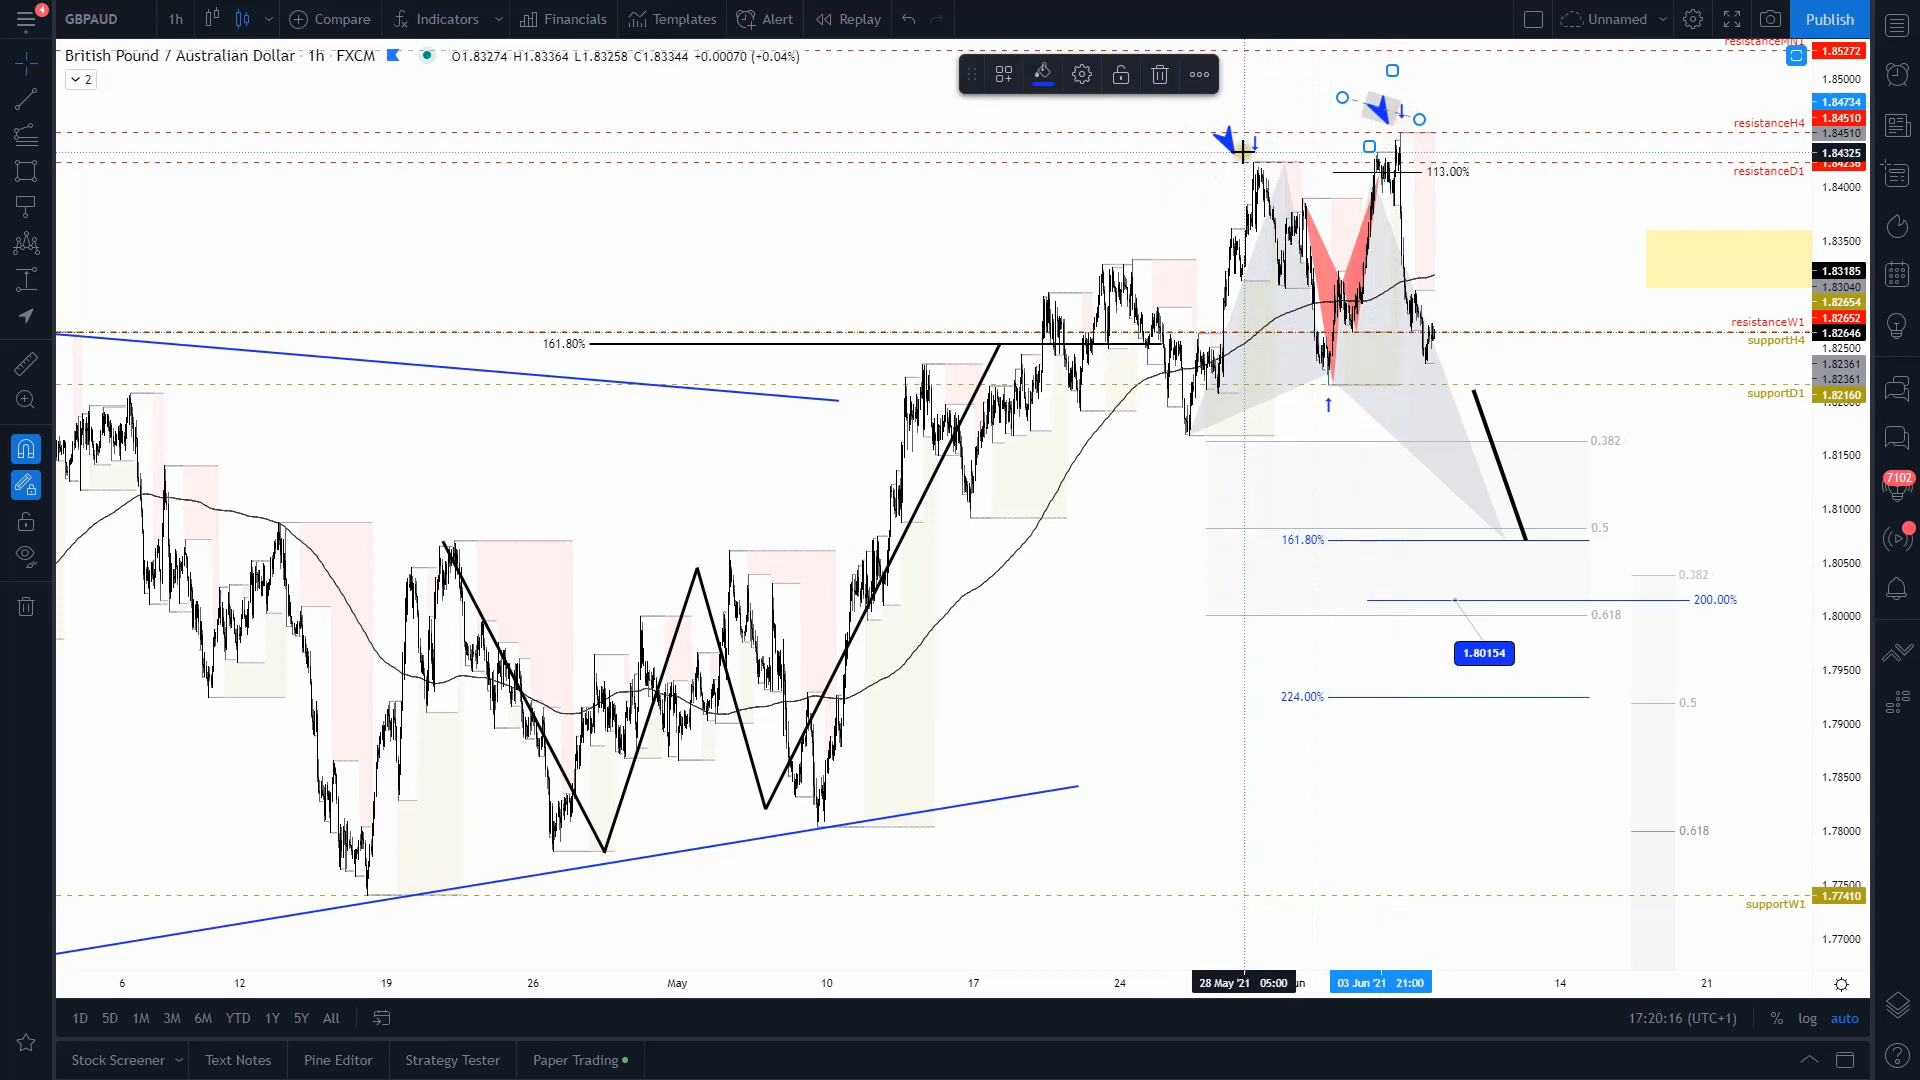 4
GBPAUD
1h
Compare
Indicators
Financials
Templates
Alert
Replay
Unnamed
Publish
British Pound / Australian Dollar · 1h · FXCM
O1.83274 H1.83364 L1.83258 C1.83344 +0.00070 (+0.04%)
2
1.85272
1.85000
1.84734
1.84510
resistanceH4
1.84510
1.84325
resistanceD1
113.00%
1.84000
1.83500
1.83185
1.83040
1.82654
resistanceW1
1.82652
1.82646
supportH4
161.80%
1.82500
1.82361
1.82361
supportD1
1.82160
0.382
1.81500
1.81000
0.5
161.80%
1.80500
0.382
200.00%
0.618
1.80000
1.80154
1.79500
224.00%
0.5
1.79000
1.78500
0.618
1.78000
1.77410
supportW1
1.77000
7102
6
12
19
26
May
10
17
24
28 May '21 05:00
03 Jun '21 21:00
14
21
1D
5D
1M
3M
6M
YTD
1Y
5Y
All
17:20:16 (UTC+1)
%
log
auto
Stock Screener
Text Notes
Pine Editor
Strategy Tester
Paper Trading